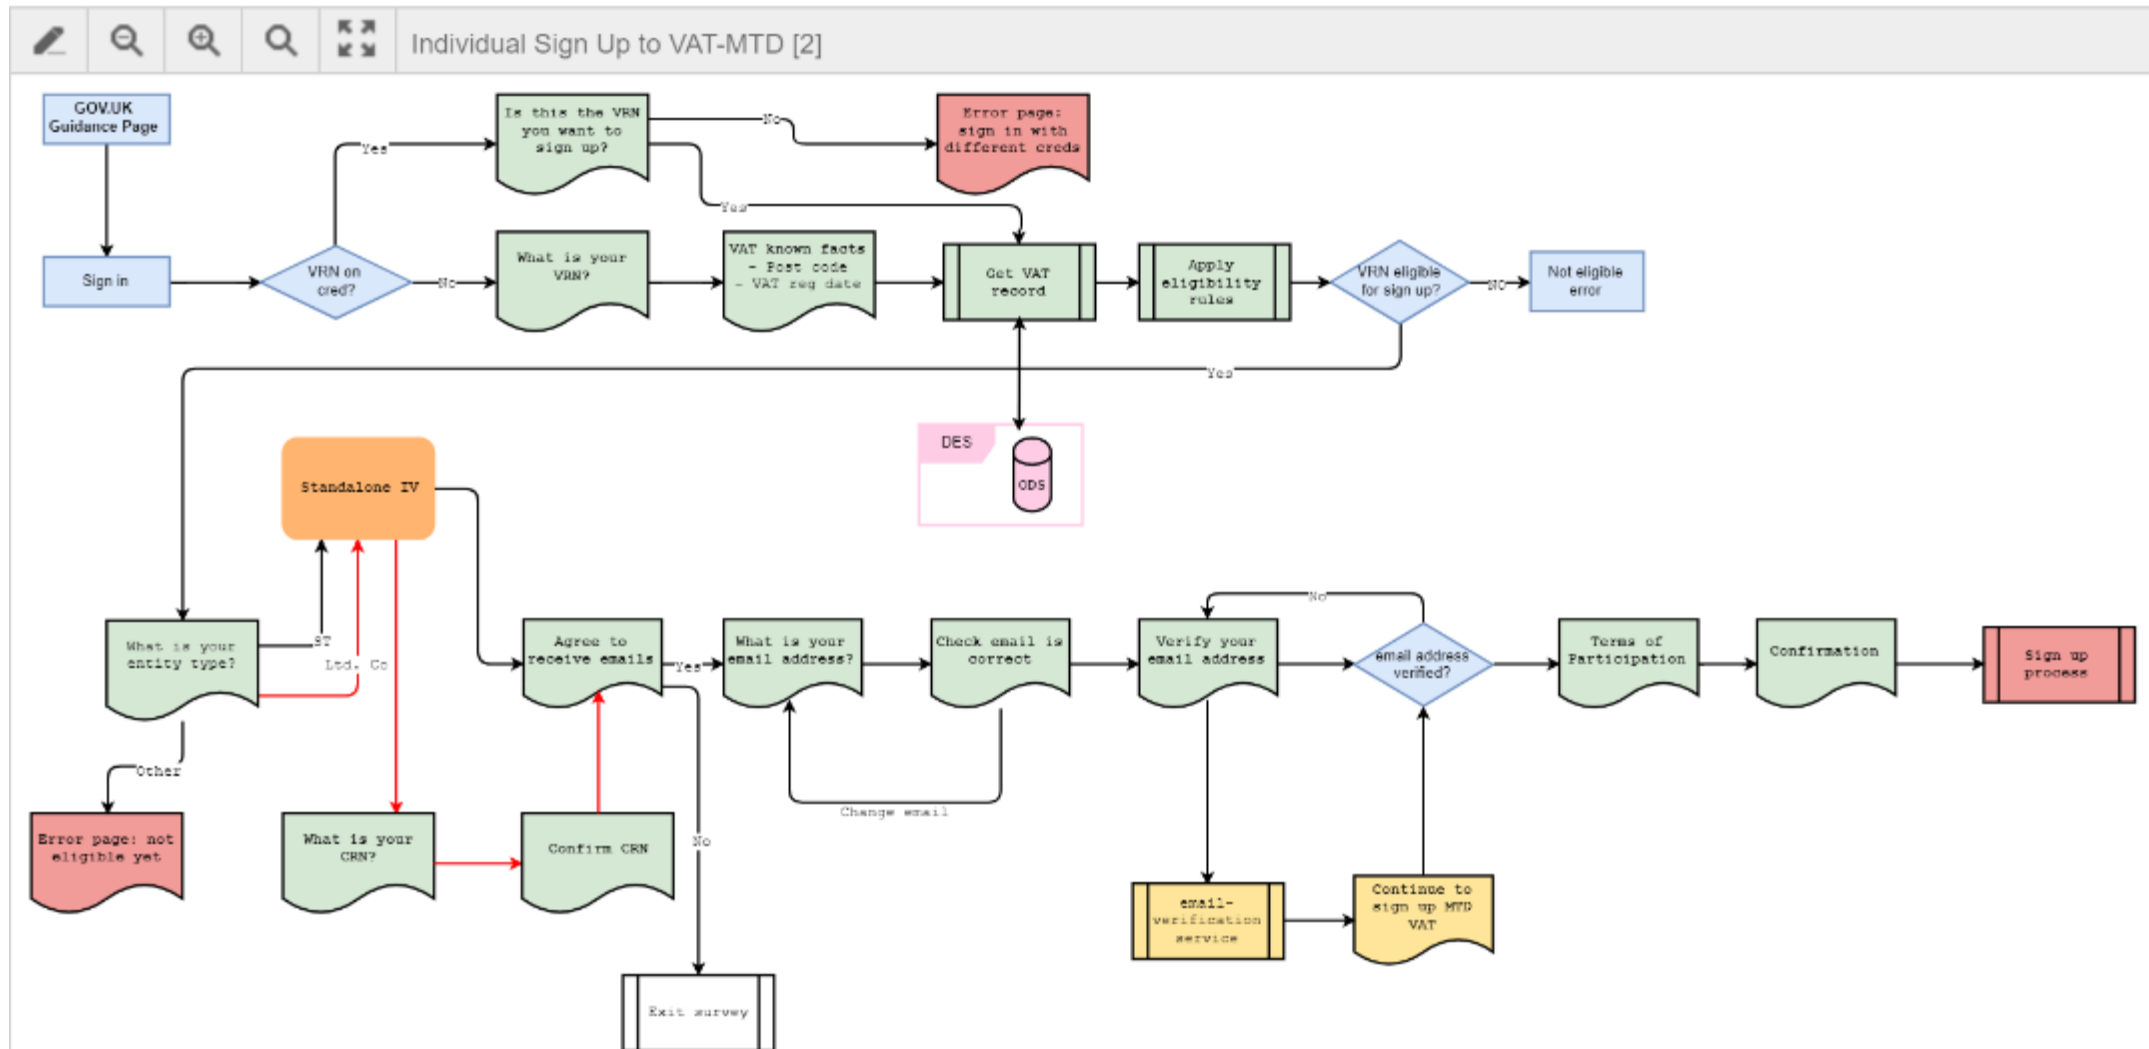 Individual Sign Up to VAT-MTD [2]
GOV.UK
Guidance Page
Is this the VRN
you want to
sign up?
No
Error page:
sign in with
different creds
Yes
Yes
Sign in
VRN on
cred?
No
What is your
VRN?
VAT known facts
- Post code
- VAT reg date
Get VAT
record
Apply
eligibility
rules
VRN eligible
for sign up?
NO
Not eligible
error
Yes
DES
ODS
Standalone IV
What is your
entity type?
ST
Ltd. Co
Agree to
receive emails
Yes
What is your
email address?
Check email is
correct
Verify your
email address
No
email address
verified?
Terms of
Participation
Confirmation
Sign up
process
Other
Error page: not
eligible yet
What is your
CRN?
Confirm CRN
No
Change email
email-
verification
service
Continue to
sign up MTD
VAT
Exit survey